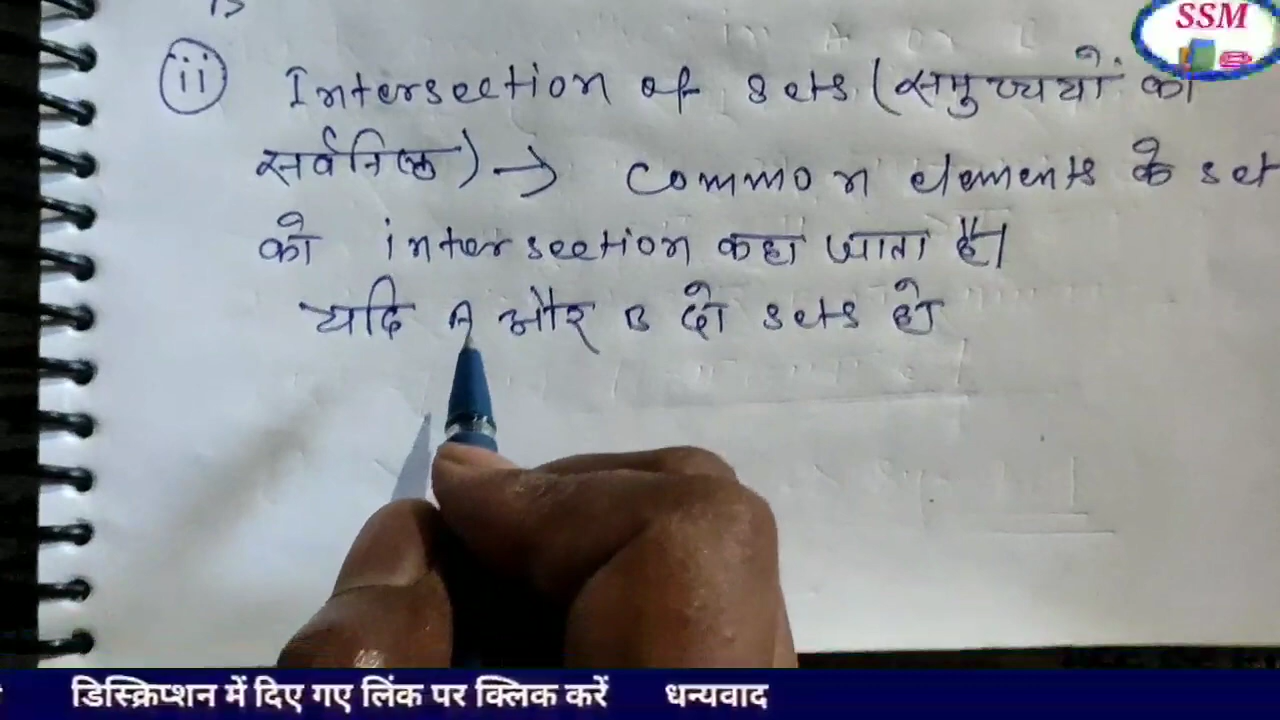 SSM
(ii) Intersection of sets (समुच्चयों का
सर्वनिष्ठ) → Common elements के set
को intersection कहा जाता है।
यदि A और B दो sets हो
डिस्क्रिप्शन में दिए गए लिंक पर क्लिक करें धन्यवाद